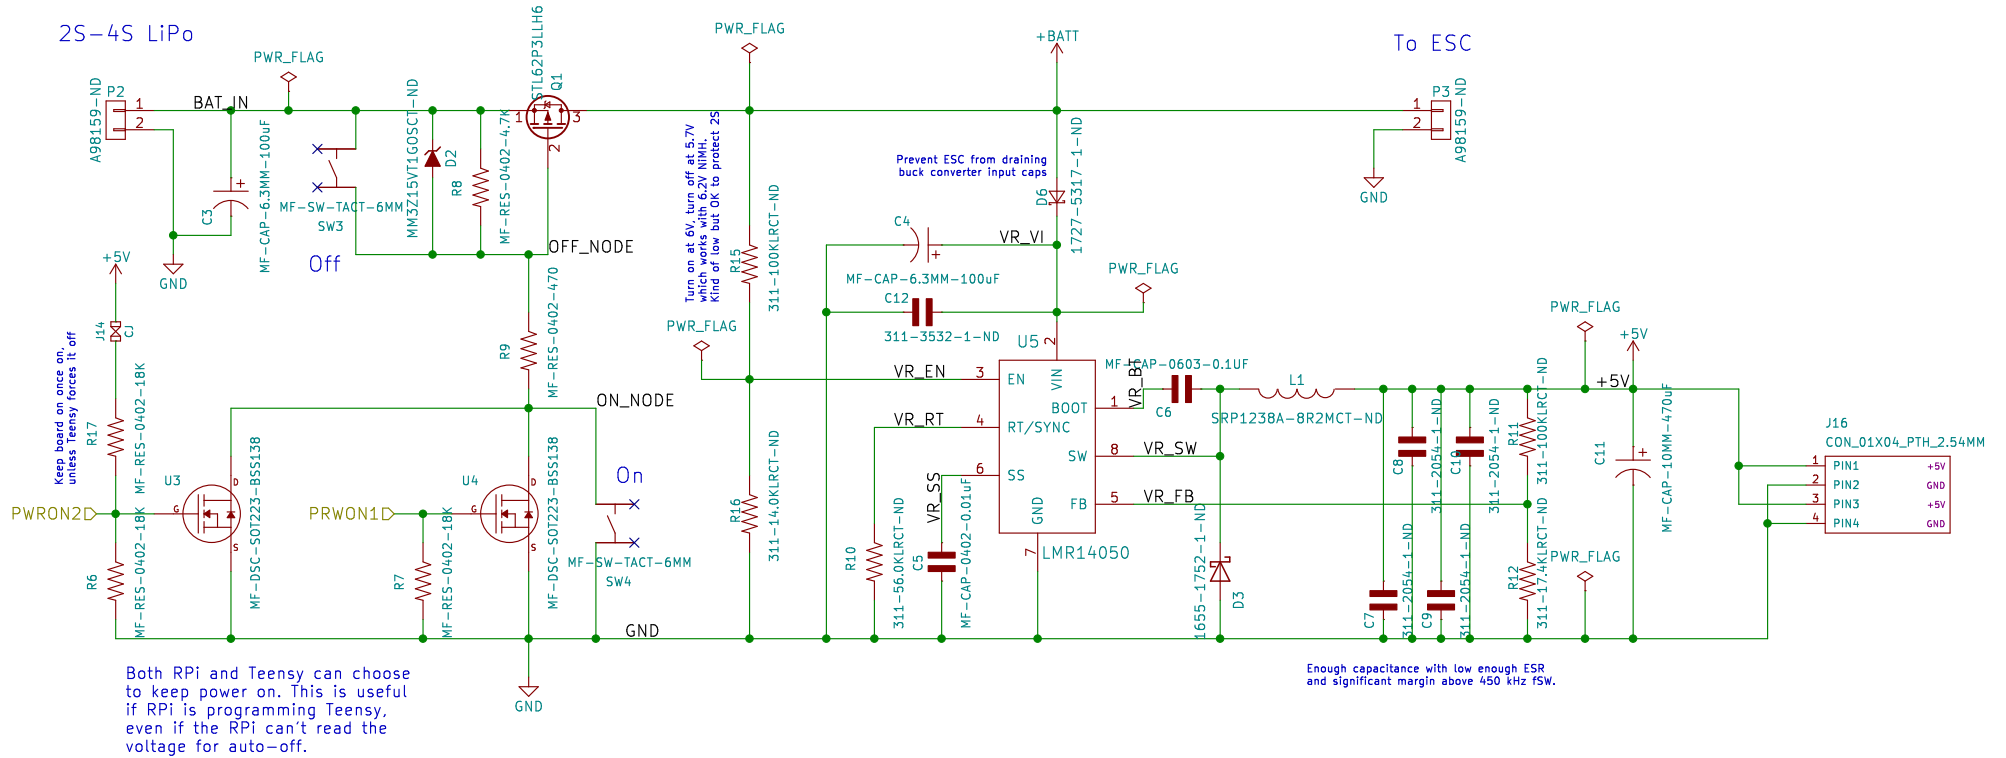 2S-4S LiPo
PWR_FLAG
P2
BAT_IN
1
2
A98159-ND
C3
MF-CAP-6.3MM-100uF
GND
MF-SW-TACT-6MM
SW3
Off
MM3Z15VT1GOSCT-ND
D2
R8
MF-RES-0402-4.7K
STL62P3LLH6
Q1
1
3
2
OFF_NODE
R9
MF-RES-0402-470
ON_NODE
+5V
J14
CJ
Keep board on once on,
unless Teensy forces it off
R17
MF-RES-0402-18K
PWRON2
R6
MF-RES-0402-18K
U3
D
G
S
MF-DSC-SOT223-BSS138
PRWON1
R7
MF-RES-0402-18K
U4
D
G
S
MF-DSC-SOT223-BSS138
On
MF-SW-TACT-6MM
SW4
GND
GND
Both RPi and Teensy can choose
to keep power on. This is useful
if RPi is programming Teensy,
even if the RPi can't read the
voltage for auto-off.
PWR_FLAG
Turn on at 6V, turn off at 5.7V
which works with 6.2V NiMH.
Kind of low but OK to protect 2S
R15
311-100KLRCT-ND
PWR_FLAG
R16
311-14.0KLRCT-ND
+BATT
Prevent ESC from draining
buck converter input caps
D6
1727-5317-1-ND
C4
VR_VI
MF-CAP-6.3MM-100uF
C12
311-3532-1-ND
PWR_FLAG
U5
2
VIN
VR_EN
3
EN
VR_RT
4
RT/SYNC
VR_SS
6
SS
BOOT
1
SW
8
FB
5
GND
7
LMR14050
R10
311-56.0KLRCT-ND
C5
MF-CAP-0402-0.01uF
MF-CAP-0603-0.1UF
VR_BT
C6
VR_SW
VR_FB
L1
SRP1238A-8R2MCT-ND
1655-1752-1-ND
D3
C7
311-2054-1-ND
C8
311-2054-1-ND
C9
311-2054-1-ND
C10
311-2054-1-ND
R11
311-100KLRCT-ND
R12
311-17.4KLRCT-ND
PWR_FLAG
+5V
+5V
C11
MF-CAP-10MM-470uF
PWR_FLAG
Enough capacitance with low enough ESR
and significant margin above 450 kHz fSW.
To ESC
P3
1
2
A98159-ND
GND
J16
CON_01X04_PTH_2.54MM
1 PIN1 +5V
2 PIN2 GND
3 PIN3 +5V
4 PIN4 GND